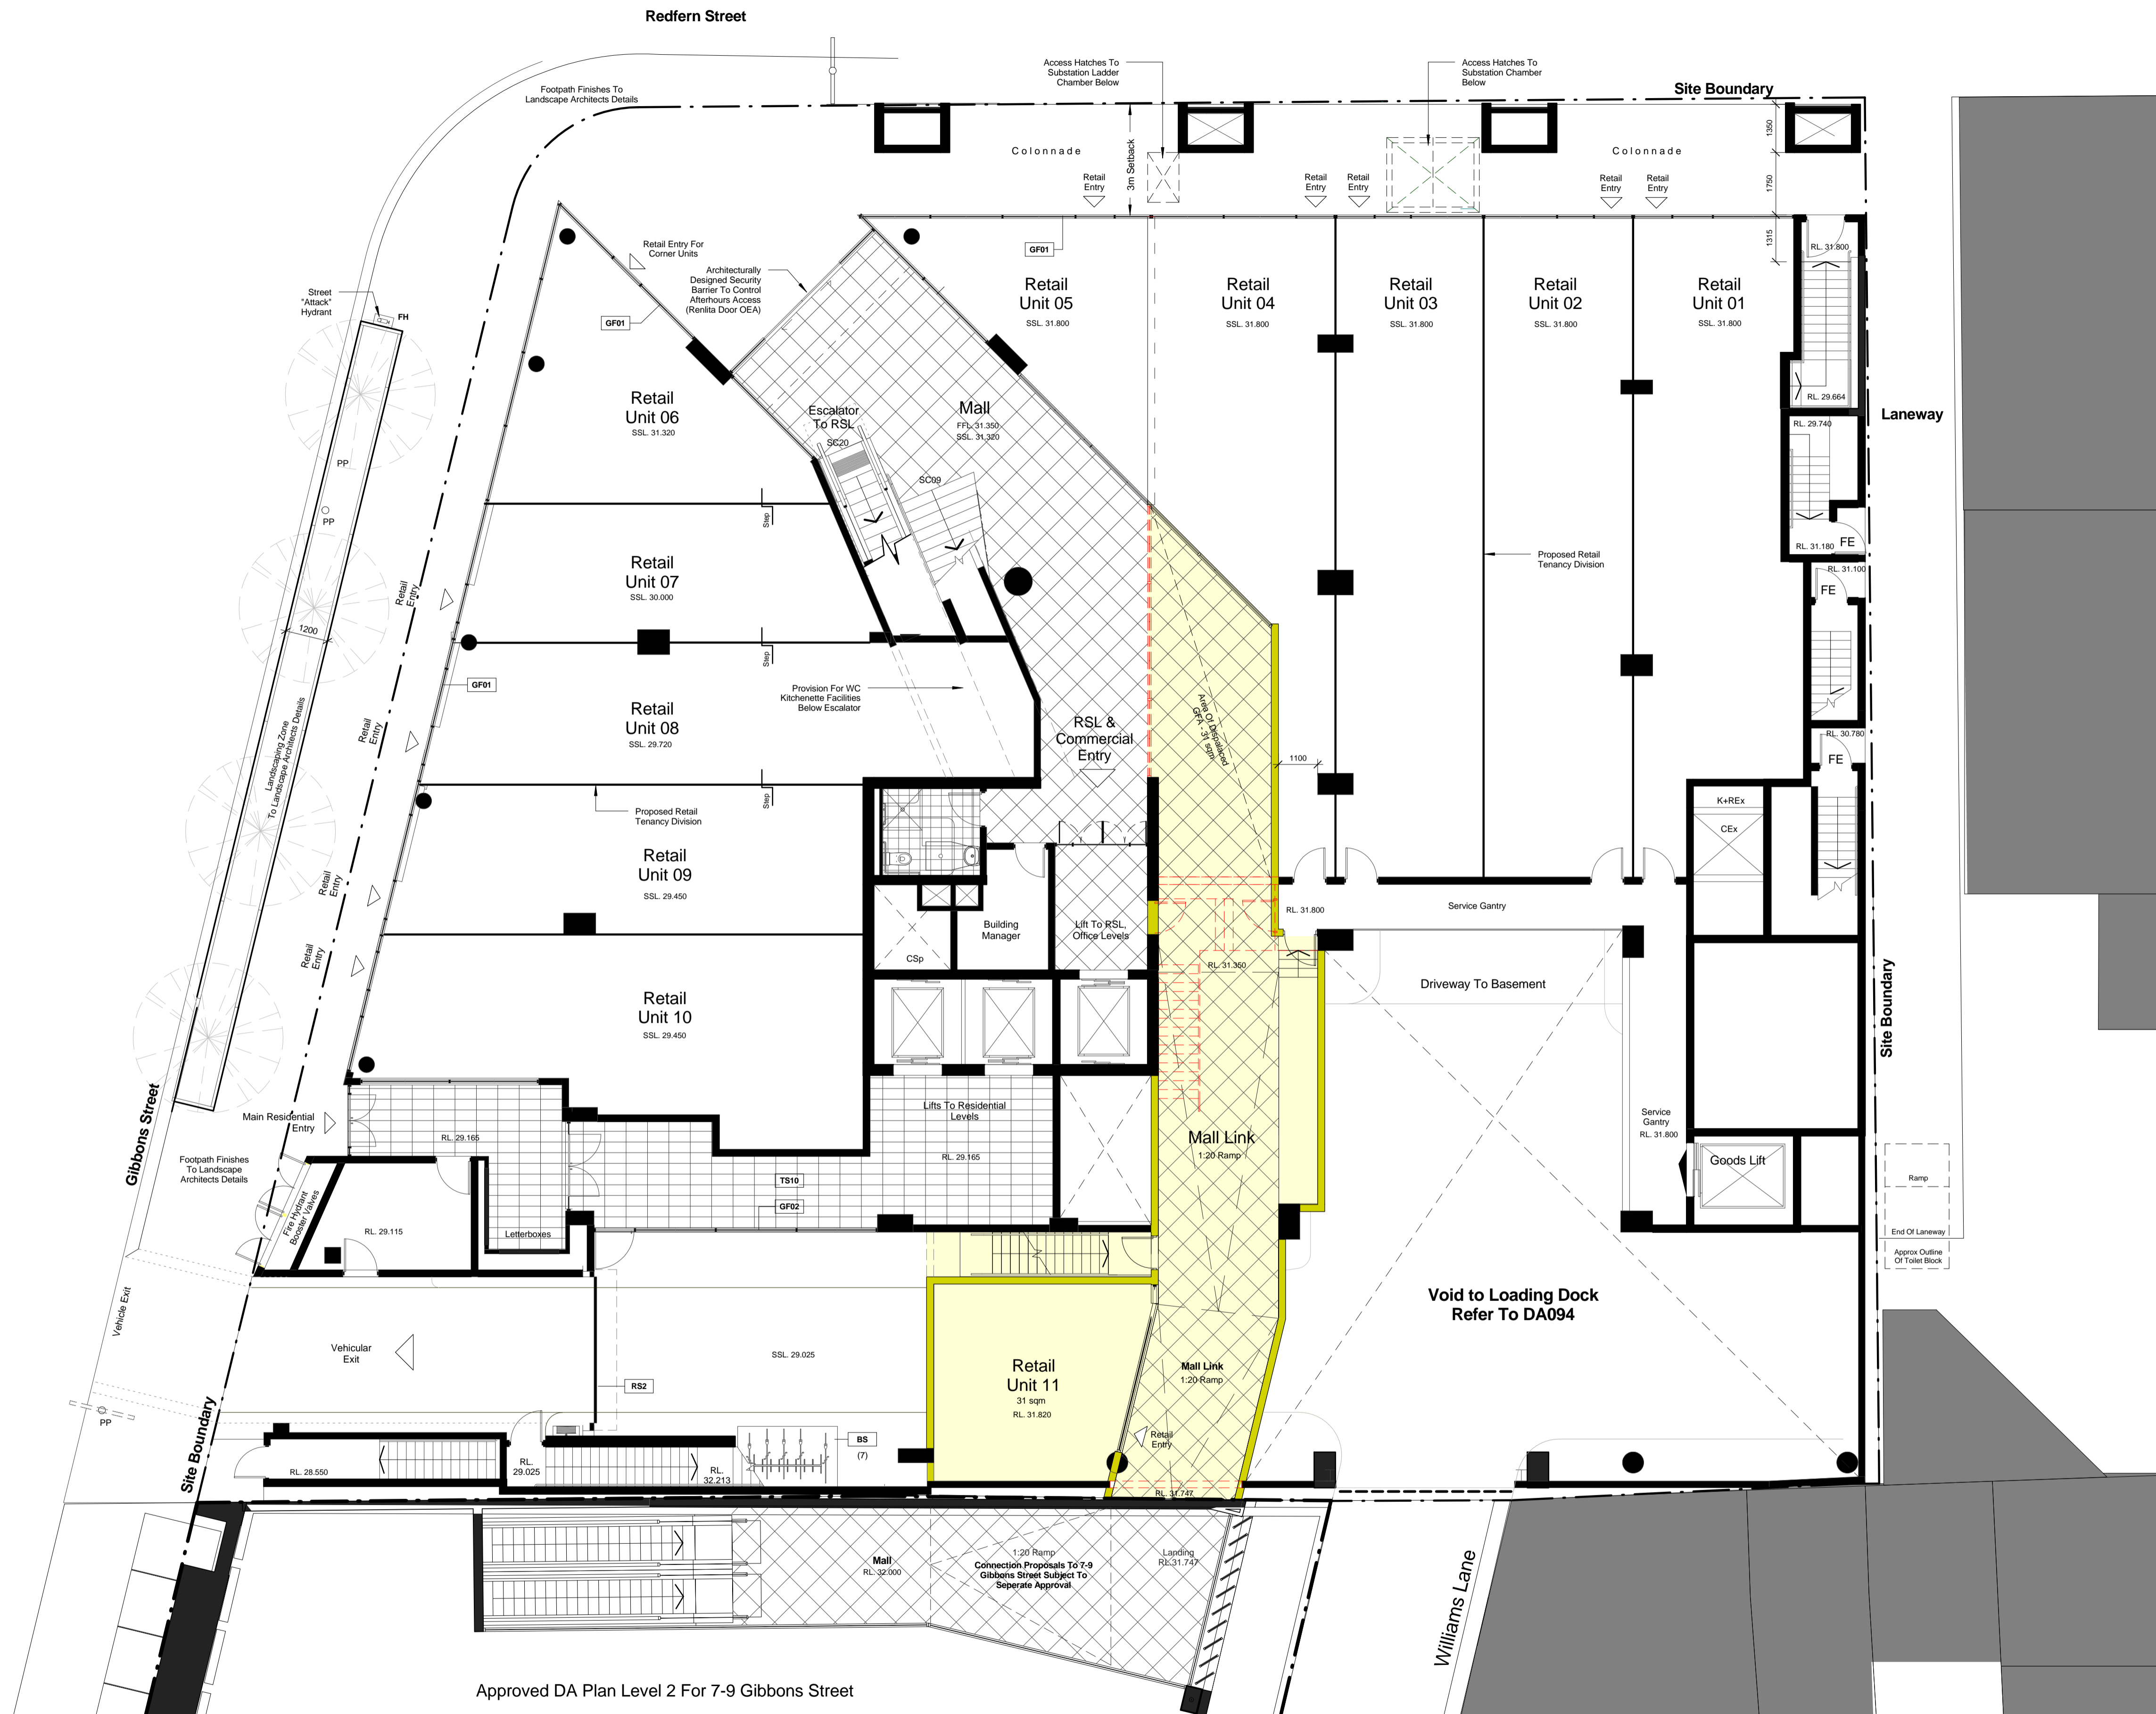 Redfern Street
Footpath Finishes To
Landscape Architects Details
Access Hatches To
Substation Ladder
Chamber Below
Access Hatches To
Substation Chamber
Below
Site Boundary
1350
Colonnade
Colonnade
3m Setback
1750
Retail
Entry
Retail
Entry
Retail
Entry
Retail
Entry
Retail
Entry
1315
RL. 31.800
GF01
Retail Entry For
Corner Units
Architecturally
Designed Security
Barrier To Control
Afterhours Access
(Renlita Door OEA)
Street
"Attack"
Hydrant
FH
GF01
Retail
Unit 05
SSL. 31.800
Retail
Unit 04
SSL. 31.800
Retail
Unit 03
SSL. 31.800
Retail
Unit 02
SSL. 31.800
Retail
Unit 01
SSL. 31.800
RL. 29.664
Laneway
RL. 29.740
Retail
Unit 06
SSL. 31.320
Escalator
To RSL
SC20
Mall
FFL. 31.350
SSL. 31.320
SC09
PP
PP
Step
RL. 31.180
FE
RL. 31.100
FE
Proposed Retail
Tenancy Division
Retail
Unit 07
SSL. 30.000
Retail
Entry
1200
Step
GF01
Provision For WC
Kitchenette Facilities
Below Escalator
Retail
Unit 08
SSL. 29.720
Retail
Entry
Landscaping Zone
To Landscape Architects Details
RSL &
Commercial
Entry
Area Of Dispalaced
GFA - 31 sqm
1100
RL. 30.780
FE
Step
Proposed Retail
Tenancy Division
K+REx
CEx
Retail
Unit 09
SSL. 29.450
Retail
Entry
Building
Manager
Lift To RSL,
Office Levels
CSp
RL. 31.800
Service Gantry
Retail
Entry
RL. 31.350
Driveway To Basement
Site Boundary
Retail
Unit 10
SSL. 29.450
Gibbons Street
Main Residential
Entry
Lifts To Residential
Levels
RL. 29.165
RL. 29.165
Mall Link
1:20 Ramp
Service
Gantry
RL. 31.800
Goods Lift
Ramp
Footpath Finishes
To Landscape
Architects Details
TS10
GF02
Fire Hydrant
Booster Valves
RL. 29.115
Letterboxes
End Of Laneway
Approx Outline
Of Toilet Block
Vehicle Exit
Void to Loading Dock
Refer To DA094
Vehicular
Exit
SSL. 29.025
RS2
Retail
Unit 11
31 sqm
RL. 31.820
Mall Link
1:20 Ramp
PP
Site Boundary
Retail
Entry
BS
(7)
RL. 28.550
RL.
29.025
RL.
32.213
RL. 31.747
Mall
RL. 32.000
1:20 Ramp
Connection Proposals To 7-9
Gibbons Street Subject To
Seperate Approval
Landing
RL.31.747
Williams Lane
Approved DA Plan Level 2 For 7-9 Gibbons Street